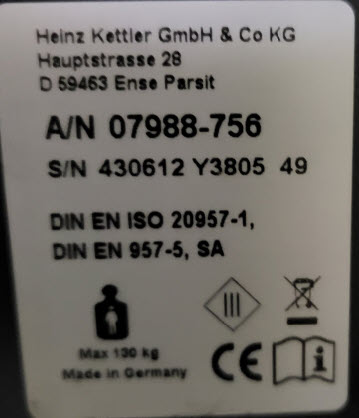 Heinz Kettler GmbH & Co KG
Hauptstrasse 28
D 59463 Ense Parsit
A/N 07988-756
S/N 430612 Y3805 49
DIN EN ISO 20957-1,
DIN EN 957-5, SA
III
Max 130 kg
Made in Germany
CE
i